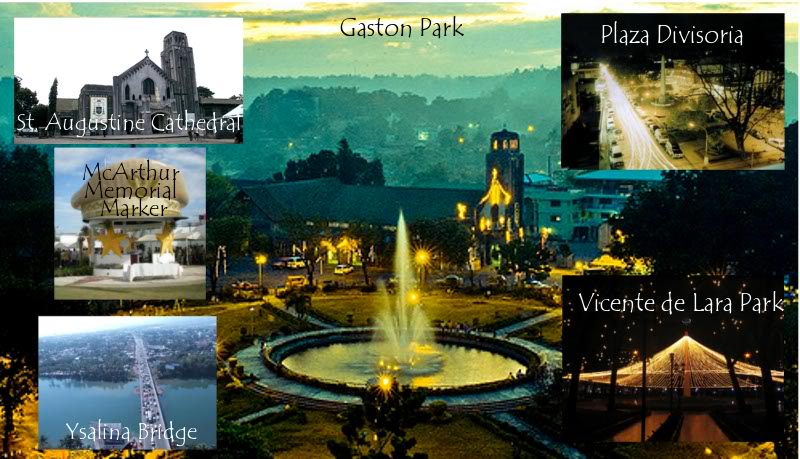 Gaston Park
Plaza Divisoria
St. Augustine Cathedral
McArthur
Memorial
Marker
Vicente de Lara Park
Ysalina Bridge